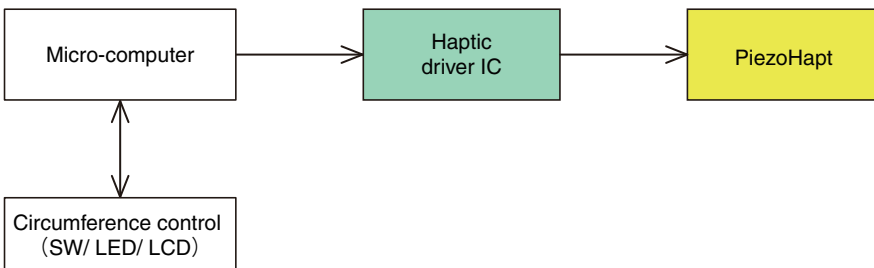 Micro-computer
Haptic
driver IC
PiezoHapt
Circumference control
（SW/ LED/ LCD）